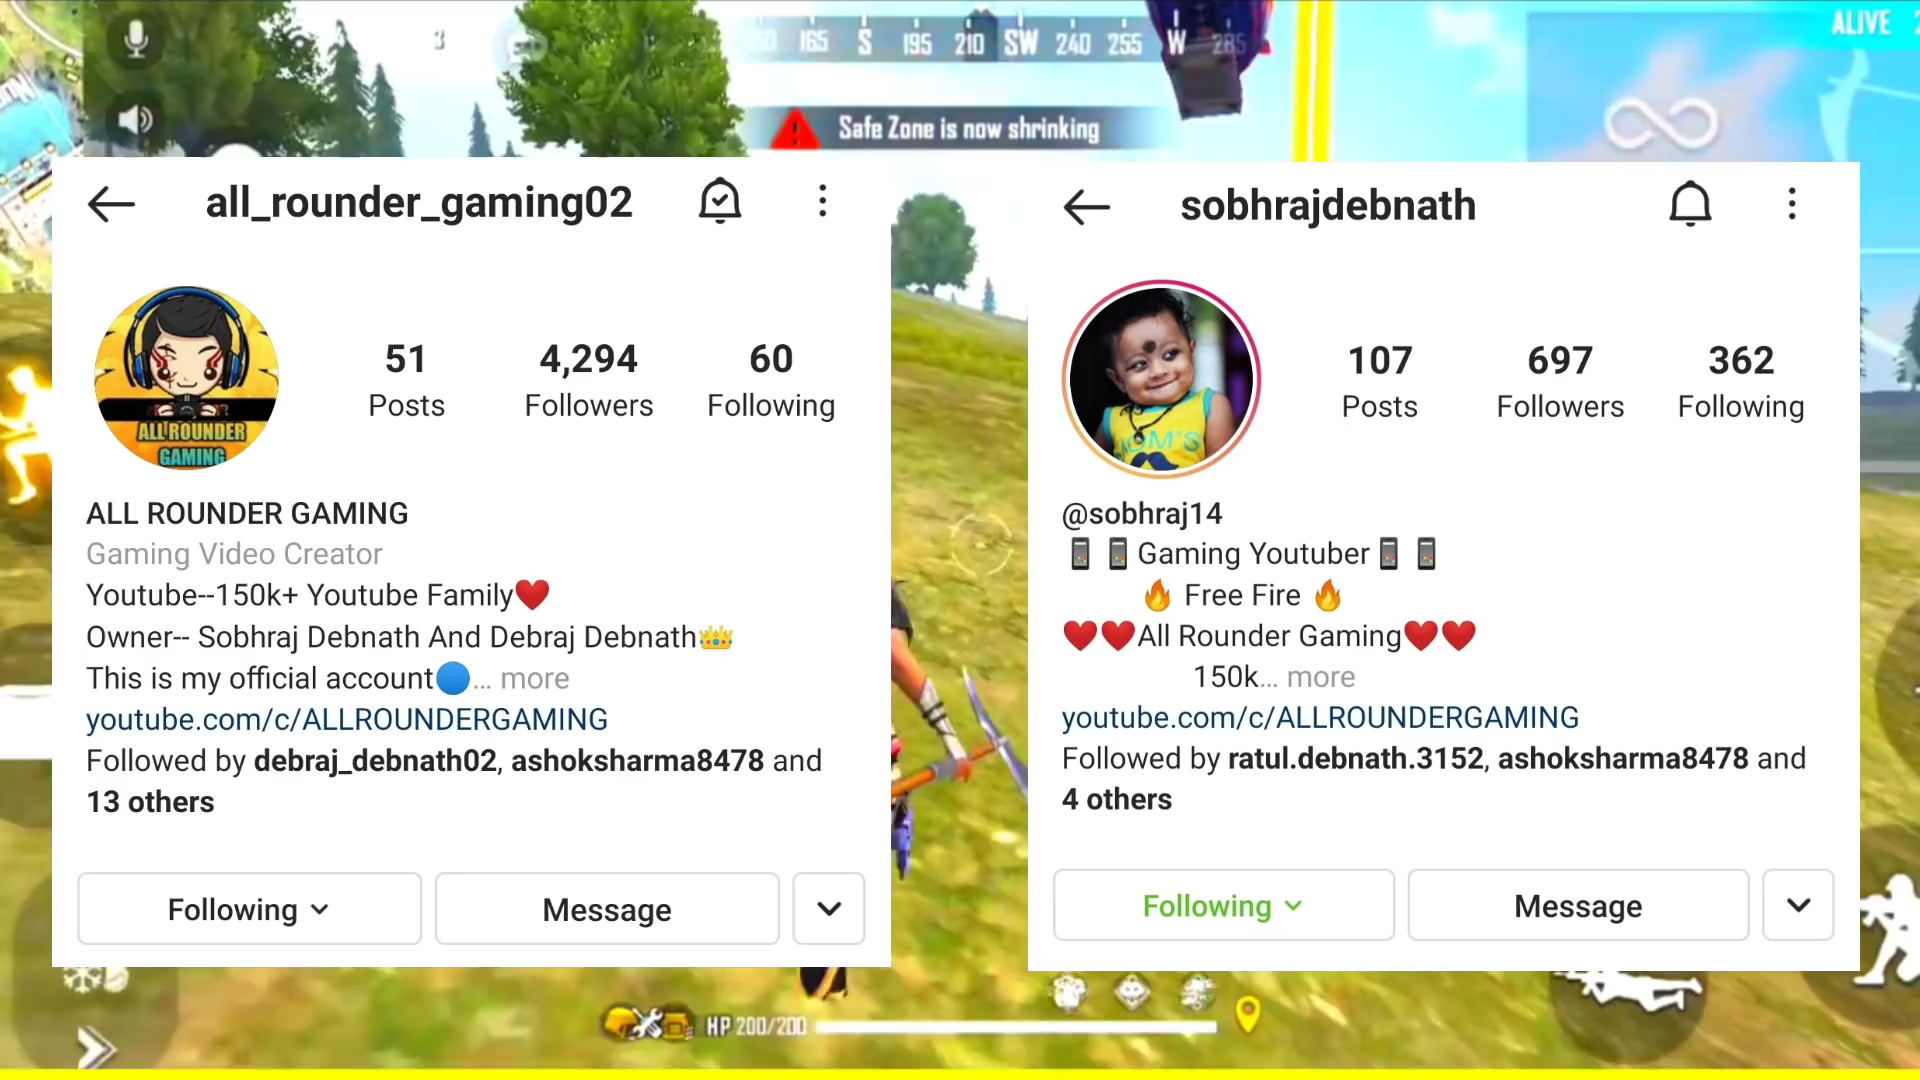 165 S 195 210 SW 240 255 W 285
ALIVE
Safe Zone is now shrinking
all_rounder_gaming02
ALL ROUNDER
GAMING
51 4,294 60
Posts Followers Following
ALL ROUNDER GAMING
Gaming Video Creator
Youtube--150k+ Youtube Family❤️
Owner-- Sobhraj Debnath And Debraj Debnath👑
This is my official account🔵... more
youtube.com/c/ALLROUNDERGAMING
Followed by debraj_debnath02, ashoksharma8478 and
13 others
Following Message
sobhrajdebnath
MOM'S
107 697 362
Posts Followers Following
@sobhraj14
📱📱Gaming Youtuber📱📱
🔥 Free Fire 🔥
❤️❤️All Rounder Gaming❤️❤️
150k... more
youtube.com/c/ALLROUNDERGAMING
Followed by ratul.debnath.3152, ashoksharma8478 and
4 others
Following Message
HP 200/200